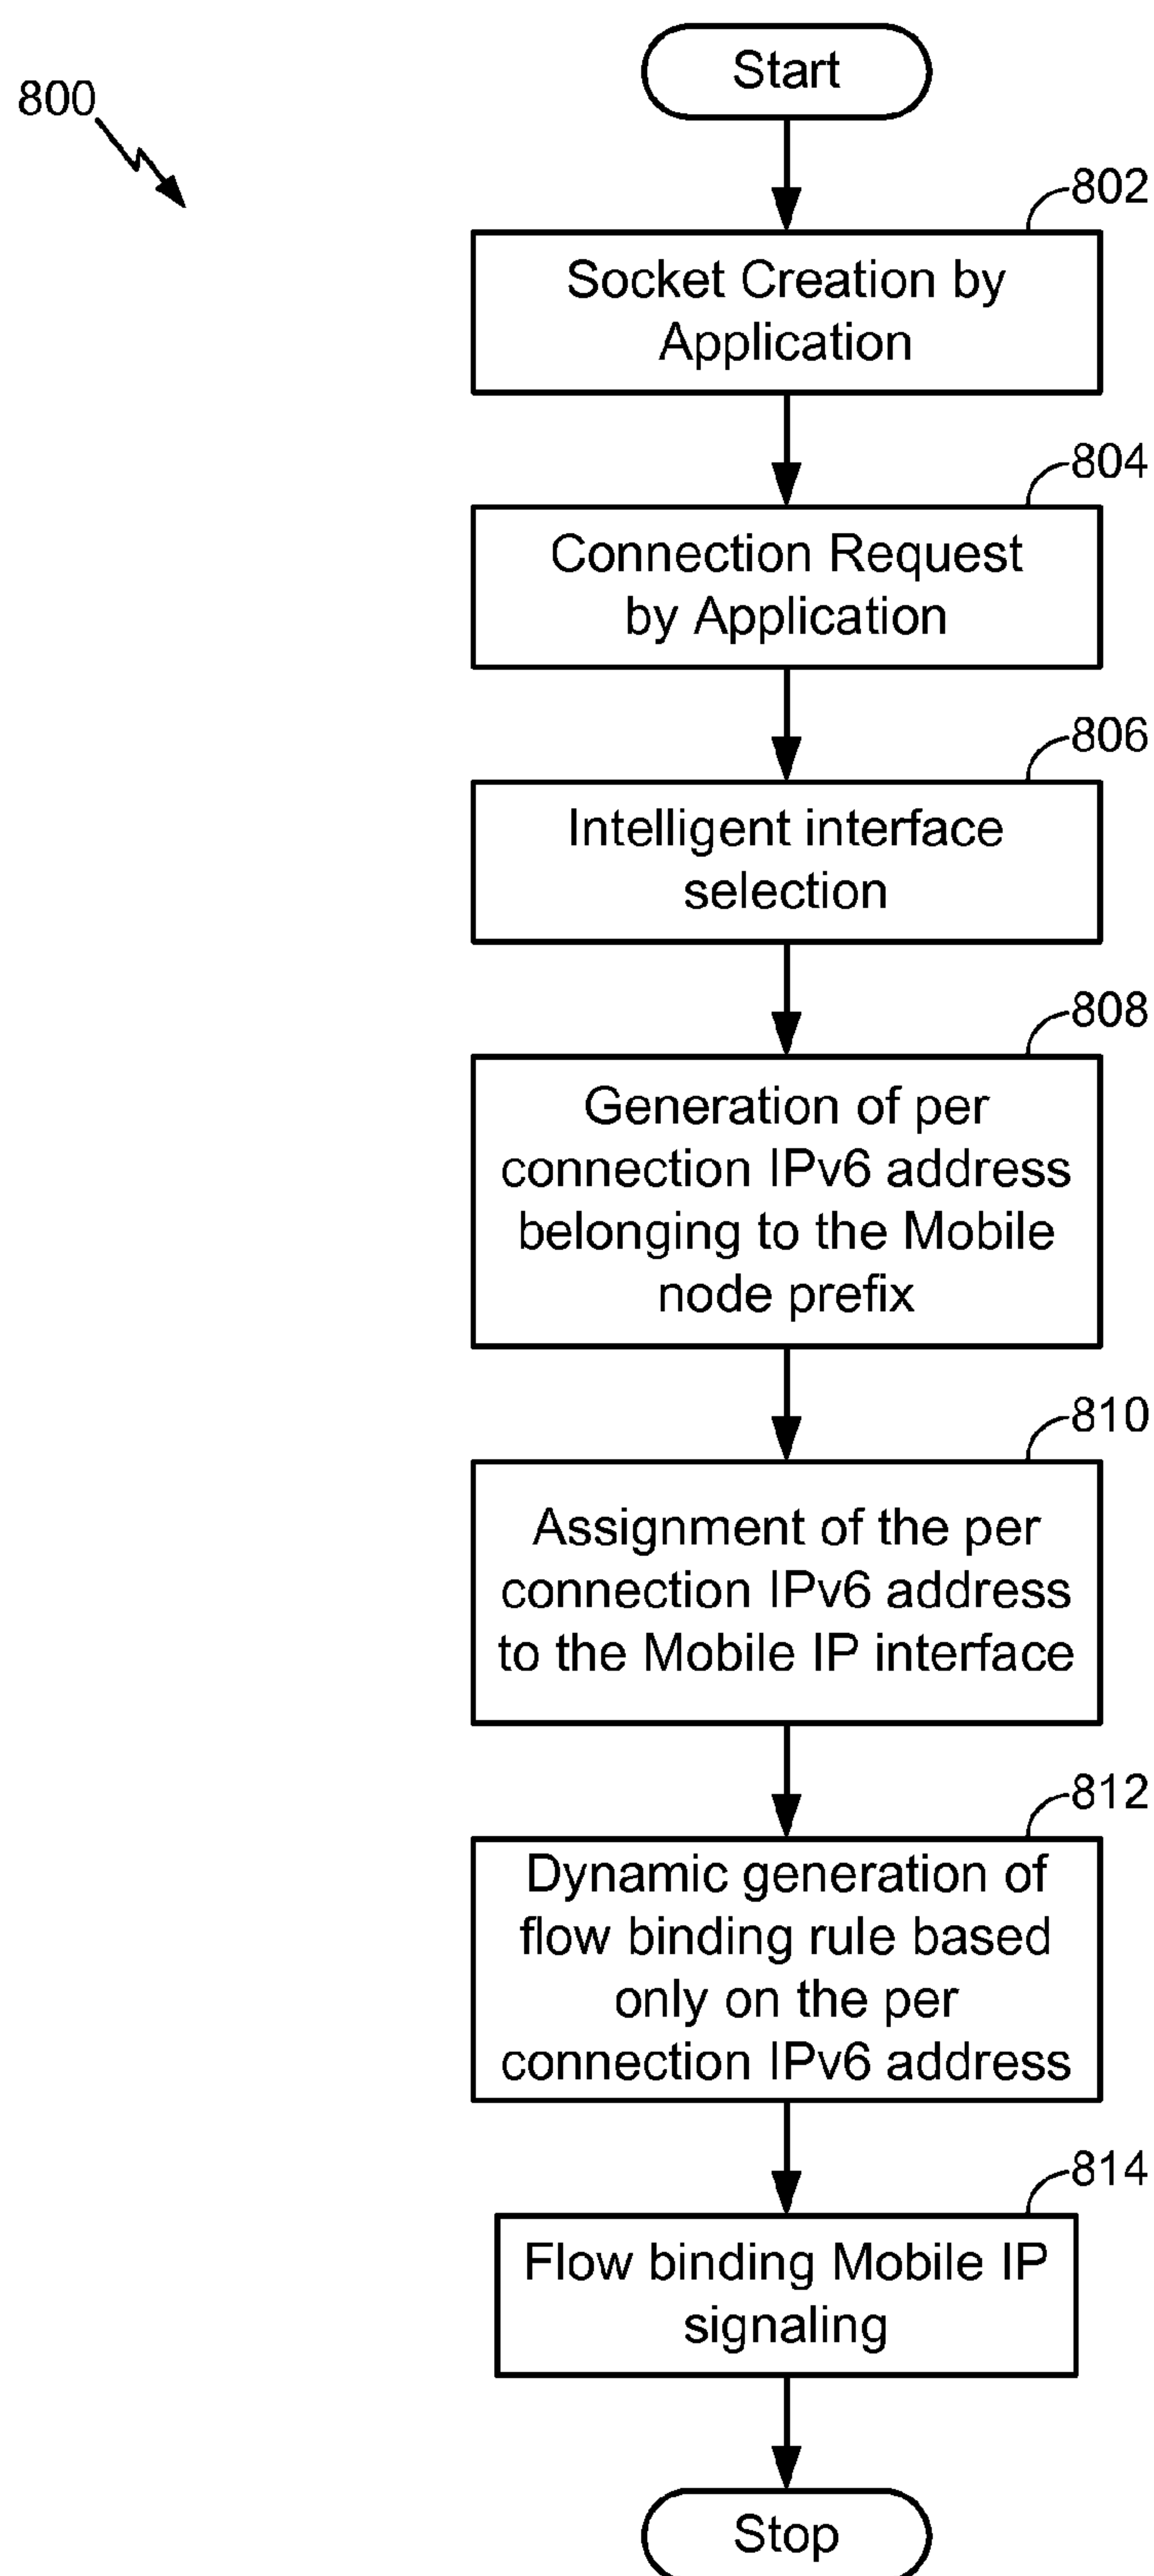 Start
800
802
Socket Creation by
Application
804
Connection Request
by Application
806
Intelligent interface
selection
808
Generation of per
connection IPv6 address
belonging to the Mobile
node prefix
810
Assignment of the per
connection IPv6 address
to the Mobile IP interface
812
Dynamic generation of
flow binding rule based
only on the per
connection IPv6 address
814
Flow binding Mobile IP
signaling
Stop